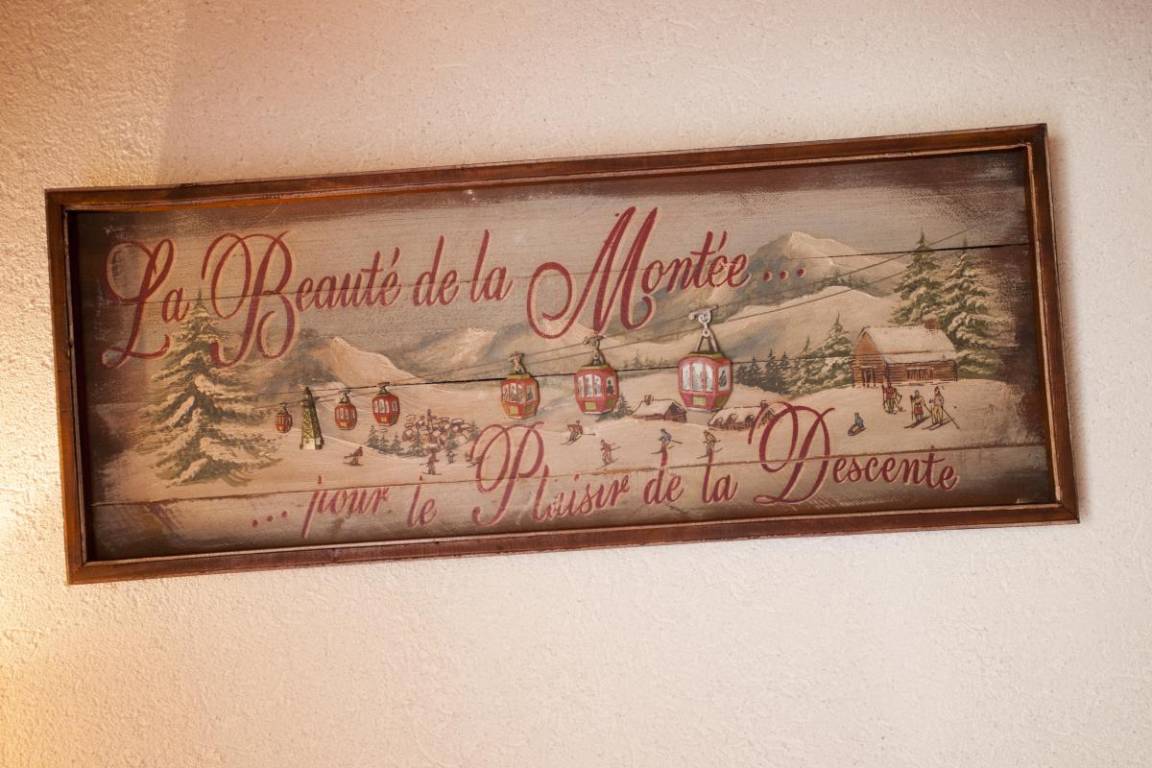 La Beauté de la Montée ...
... pour le Plaisir de la Descente